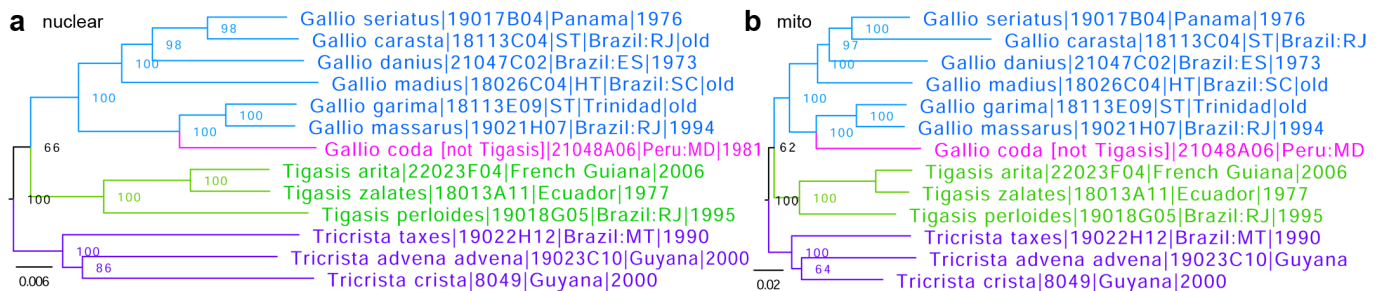 a nuclear
Gallio seriatus|19017B04|Panama|1976
98
Gallio carasta|18113C04|ST|Brazil:RJ|old
98
Gallio danius|21047C02|Brazil:ES|1973
100
Gallio madius|18026C04|HT|Brazil:SC|old
100
Gallio garima|18113E09|ST|Trinidad|old
100
Gallio massarus|19021H07|Brazil:RJ|1994
100
Gallio coda [not Tigasis]|21048A06|Peru:MD|1981
66
Tigasis arita|22023F04|French Guiana|2006
100
Tigasis zalates|18013A11|Ecuador|1977
100
100
Tigasis perloides|19018G05|Brazil:RJ|1995
Tricrista taxes|19022H12|Brazil:MT|1990
100
Tricrista advena advena|19023C10|Guyana|2000
86
Tricrista crista|8049|Guyana|2000
0.006
b mito
Gallio seriatus|19017B04|Panama|1976
100
Gallio carasta|18113C04|ST|Brazil:RJ
97
Gallio danius|21047C02|Brazil:ES|1973
100
Gallio madius|18026C04|HT|Brazil:SC|old
100
Gallio garima|18113E09|ST|Trinidad|old
100
Gallio massarus|19021H07|Brazil:RJ|1994
100
Gallio coda [not Tigasis]|21048A06|Peru:MD
62
Tigasis arita|22023F04|French Guiana|2006
100
Tigasis zalates|18013A11|Ecuador|1977
100
100
Tigasis perloides|19018G05|Brazil:RJ|1995
Tricrista taxes|19022H12|Brazil:MT|1990
100
Tricrista advena advena|19023C10|Guyana
64
Tricrista crista|8049|Guyana|2000
0.02